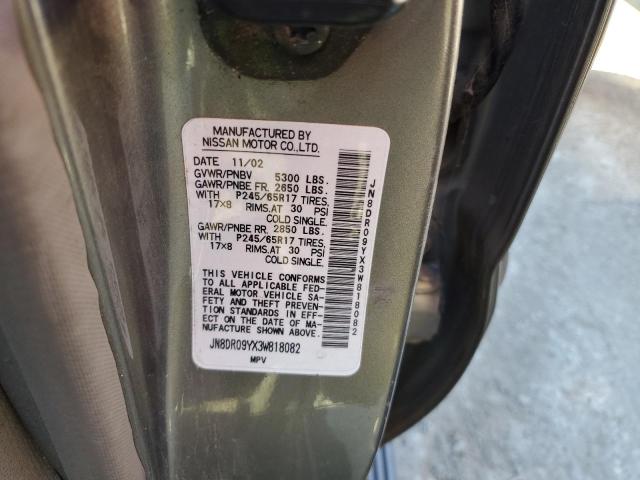 MANUFACTURED BY
NISSAN MOTOR CO.,LTD.
DATE 11/02
GVWR/PNBV 5300 LBS.
GAWR/PNBE FR. 2650 LBS.
WITH P245/65R17 TIRES,
17X8 RIMS,AT 30 PSI
COLD SINGLE.
GAWR/PNBE RR. 2850 LBS.
WITH P245/65R17 TIRES,
17X8 RIMS,AT 30 PSI
COLD SINGLE.
THIS VEHICLE CONFORMS
TO ALL APPLICABLE FED-
ERAL MOTOR VEHICLE SA-
FETY AND THEFT PREVEN-
TION STANDARDS IN EFF-
ECT ON THE DATE OF MA-
NUFACTURE SHOWN ABOVE.
JN8DR09YX3W818082
MPV
JN8DR09YX3W818082